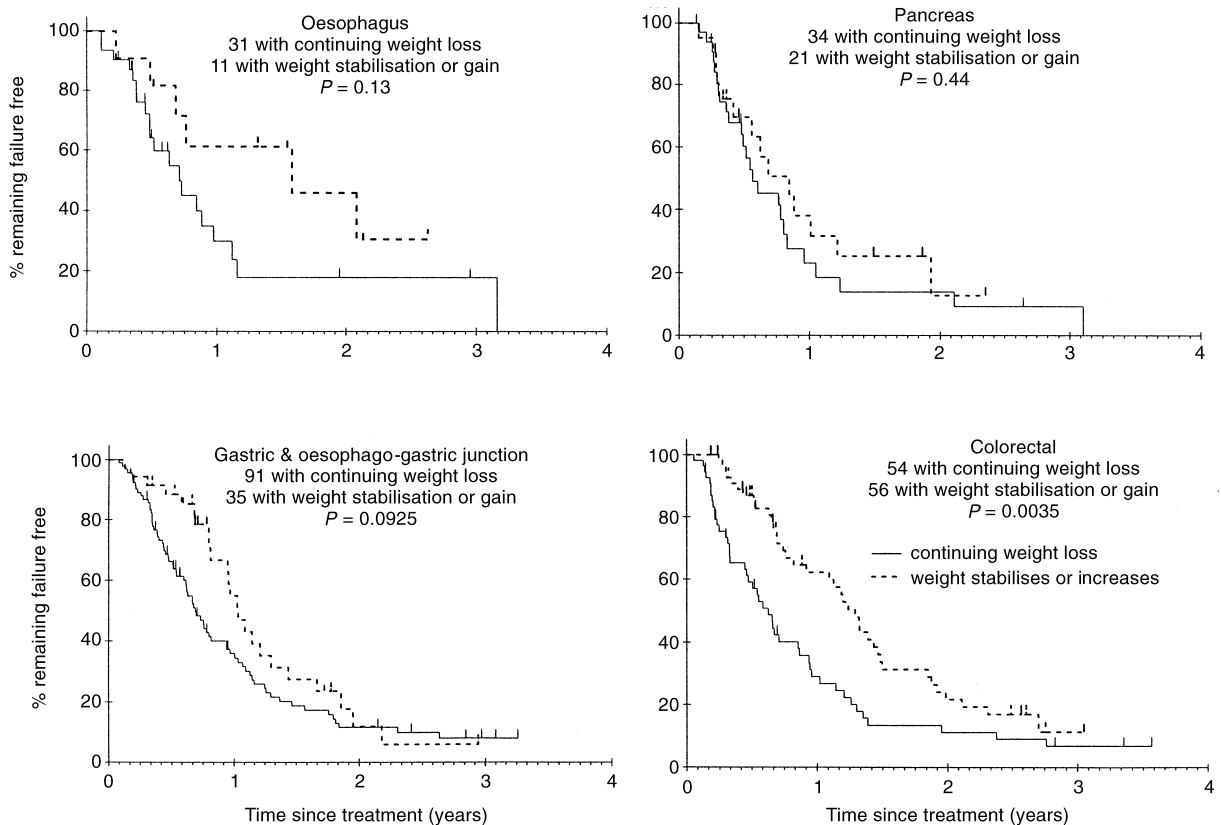 Oesophagus
31 with continuing weight loss
11 with weight stabilisation or gain
P = 0.13
% remaining failure free
100
80
60
40
20
0
0 1 2 3 4
Pancreas
34 with continuing weight loss
21 with weight stabilisation or gain
P = 0.44
100
80
60
40
20
0
0 1 2 3 4
Gastric & oesophago-gastric junction
91 with continuing weight loss
35 with weight stabilisation or gain
P = 0.0925
% remaining failure free
100
80
60
40
20
0
0 1 2 3 4
Time since treatment (years)
Colorectal
54 with continuing weight loss
56 with weight stabilisation or gain
P = 0.0035
continuing weight loss
weight stabilises or increases
100
80
60
40
20
0
0 1 2 3 4
Time since treatment (years)